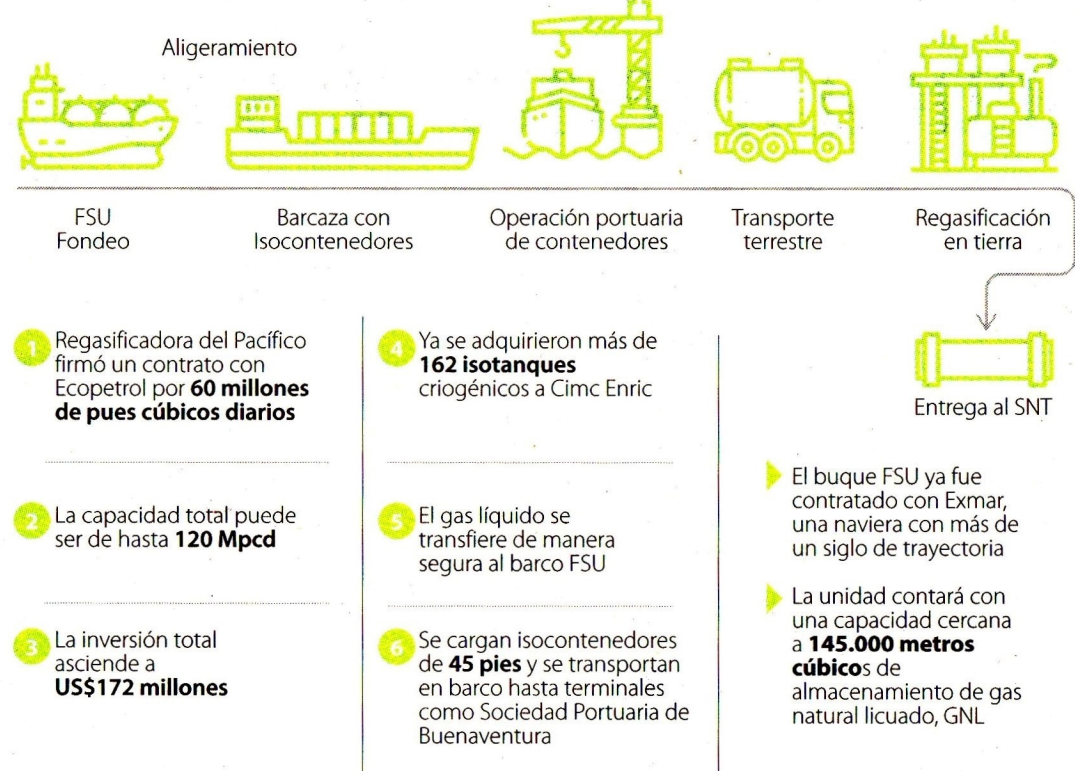 Aligeramiento
FSU
Fondeo
Barcaza con
Isocontenedores
Operación portuaria
de contenedores
Transporte
terrestre
Regasificación
en tierra
Entrega al SNT
1 Regasificadora del Pacífico
firmó un contrato con
Ecopetrol por 60 millones
de pues cúbicos diarios
2 La capacidad total puede
ser de hasta 120 Mpcd
3 La inversión total
asciende a
US$172 millones
4 Ya se adquirieron más de
162 isotanques
criogénicos a Cimc Enric
5 El gas líquido se
transfiere de manera
segura al barco FSU
6 Se cargan isocontenedores
de 45 pies y se transportan
en barco hasta terminales
como Sociedad Portuaria de
Buenaventura
El buque FSU ya fue
contratado con Exmar,
una naviera con más de
un siglo de trayectoria
La unidad contará con
una capacidad cercana
a 145.000 metros
cúbicos de
almacenamiento de gas
natural licuado, GNL